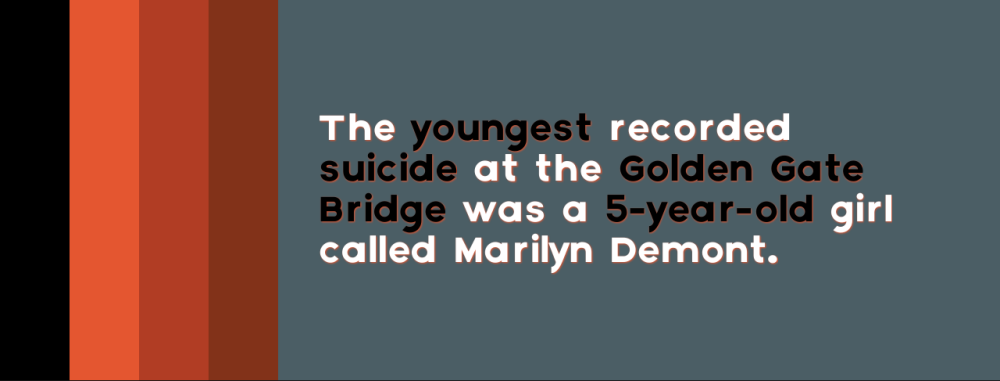 The youngest recorded
suicide at the Golden Gate
Bridge was a 5-year-old girl
called Marilyn Demont.